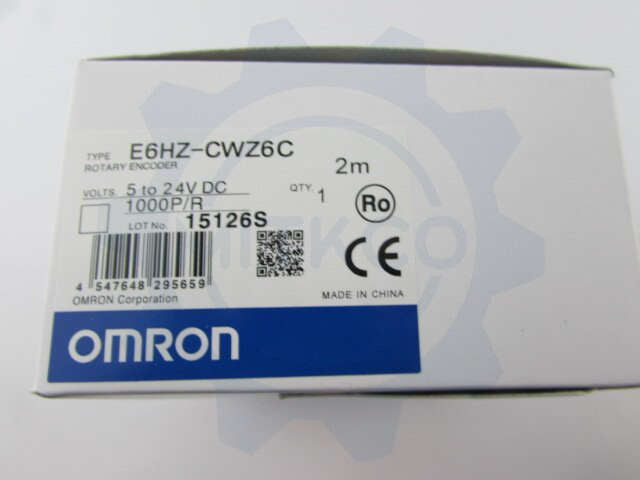 TYPE E6HZ-CWZ6C 2m
ROTARY ENCODER
VOLTS. 5 to 24V DC QTY. 1
1000P/R
Ro
LOT No. 15126S
4 547648 295659
OMRON Corporation
CE
MADE IN CHINA
OMRON